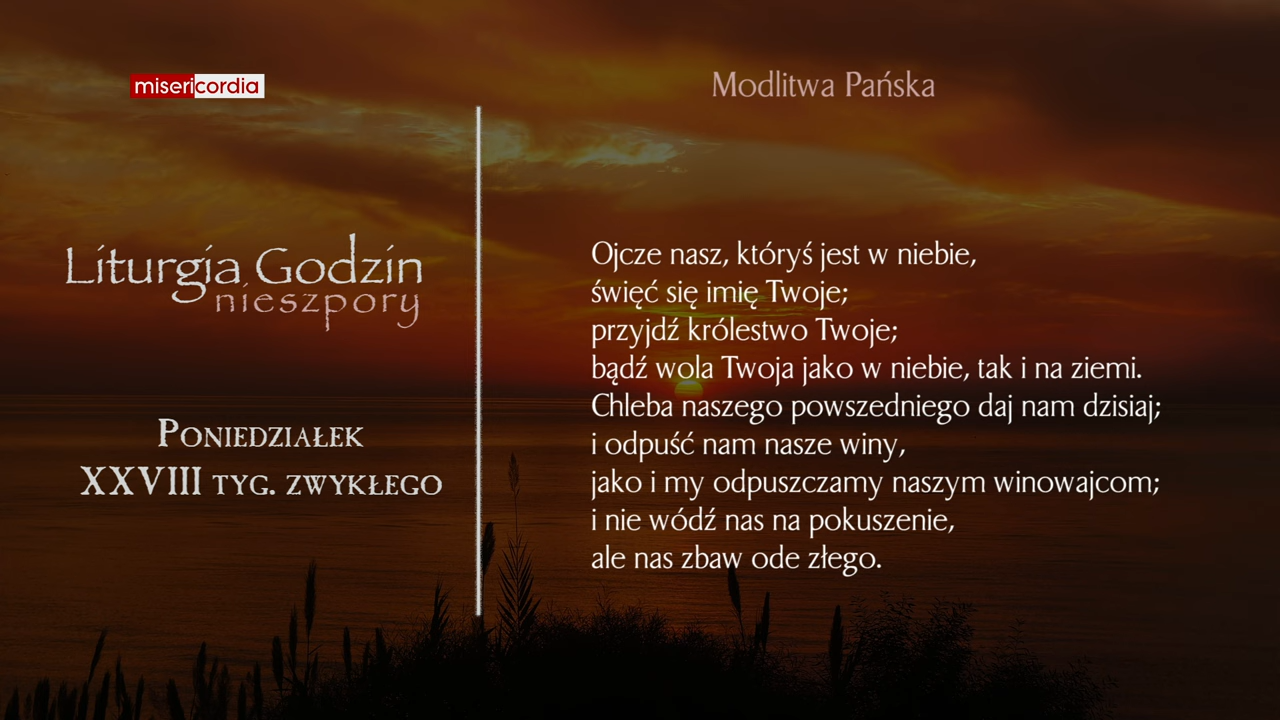 misericordia
Liturgia Godzin
nieszpory
Poniedziałek
XXVIII tyg. zwykłego
Modlitwa Pańska
Ojcze nasz, któryś jest w niebie,
święć się imię Twoje;
przyjdź królestwo Twoje;
bądź wola Twoja jako w niebie, tak i na ziemi.
Chleba naszego powszedniego daj nam dzisiaj;
i odpuść nam nasze winy,
jako i my odpuszczamy naszym winowajcom;
i nie wódź nas na pokuszenie,
ale nas zbaw ode złego.